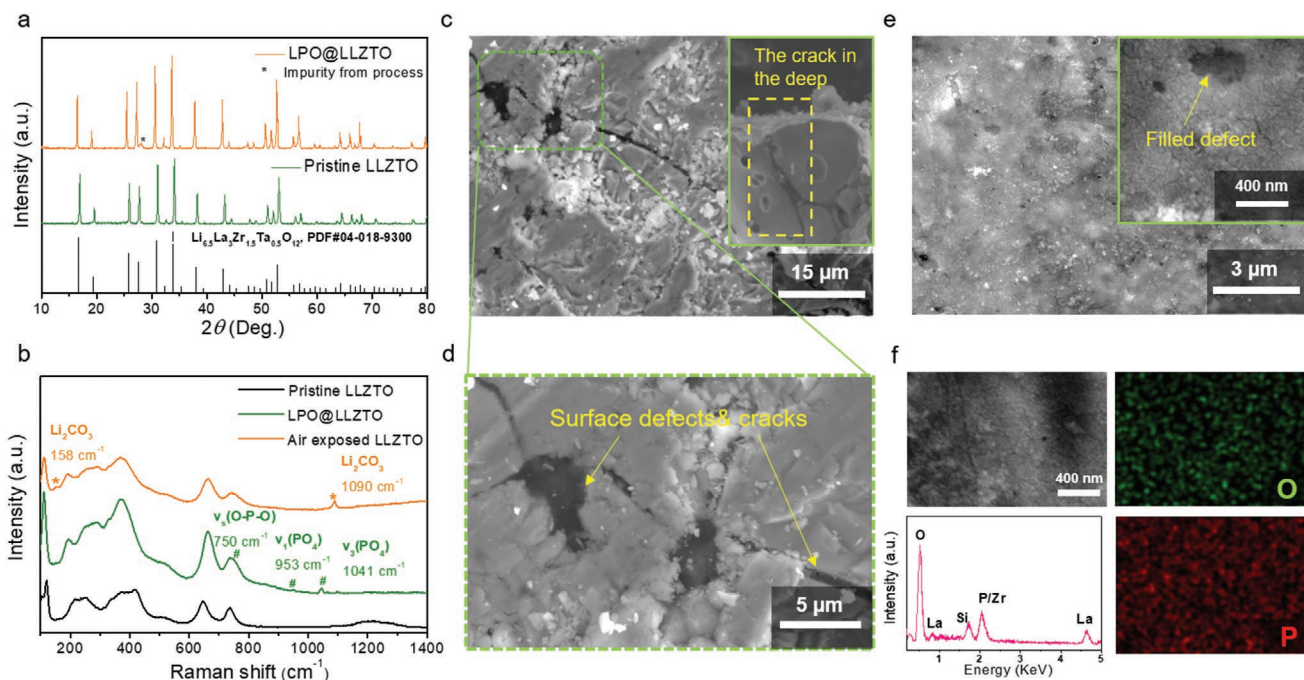 a
LPO@LLZTO
* Impurity from process
*
Pristine LLZTO
Li₆.₅La₃Zr₁.₅Ta₀.₅O₁₂, PDF#04-018-9300
Intensity (a.u.)
10 20 30 40 50 60 70 80
2θ (Deg.)
b
Pristine LLZTO
LPO@LLZTO
Air exposed LLZTO
Li₂CO₃
158 cm⁻¹
*
Li₂CO₃
1090 cm⁻¹
*
νₛ(O-P-O)
750 cm⁻¹
#
ν₁(PO₄)
953 cm⁻¹
#
ν₃(PO₄)
1041 cm⁻¹
#
Intensity (a.u.)
200 400 600 800 1000 1200 1400
Raman shift (cm⁻¹)
c
The crack in
the deep
15 μm
d
Surface defects& cracks
5 μm
e
Filled defect
400 nm
3 μm
f
400 nm
O
Intensity (a.u.)
O
La
Si
P/Zr
La
1 2 3 4 5
Energy (KeV)
P